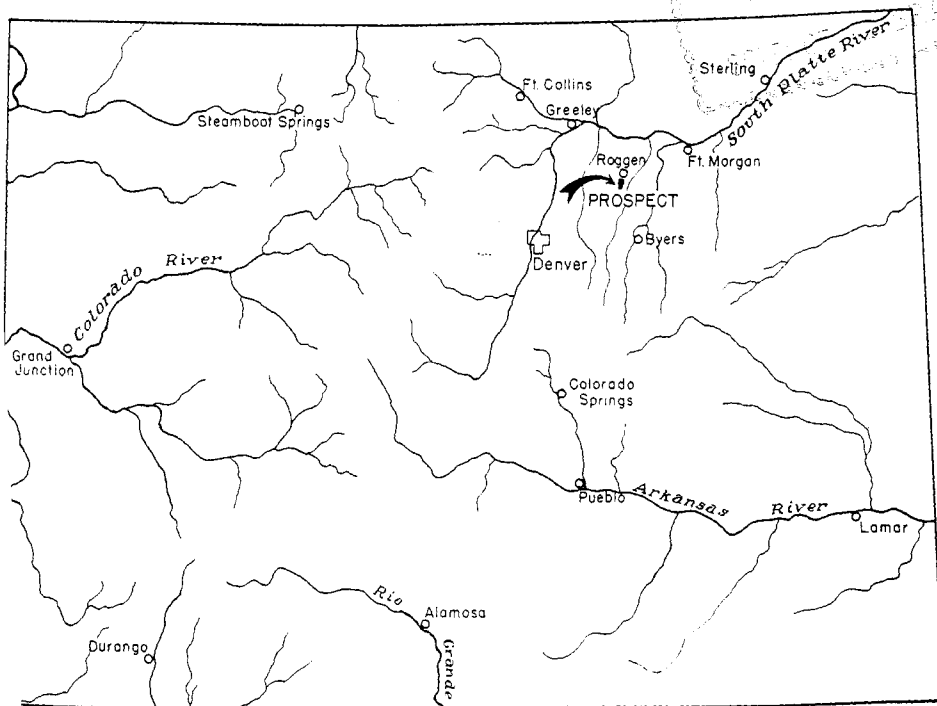 Sterling
South Platte River
Ft. Collins
Greeley
Steamboat Springs
Roggen
Ft. Morgan
PROSPECT
Byers
Denver
Colorado River
Grand
Junction
Colorado
Springs
Pueblo
Arkansas River
Lamar
Rio Grande
Alamosa
Durango